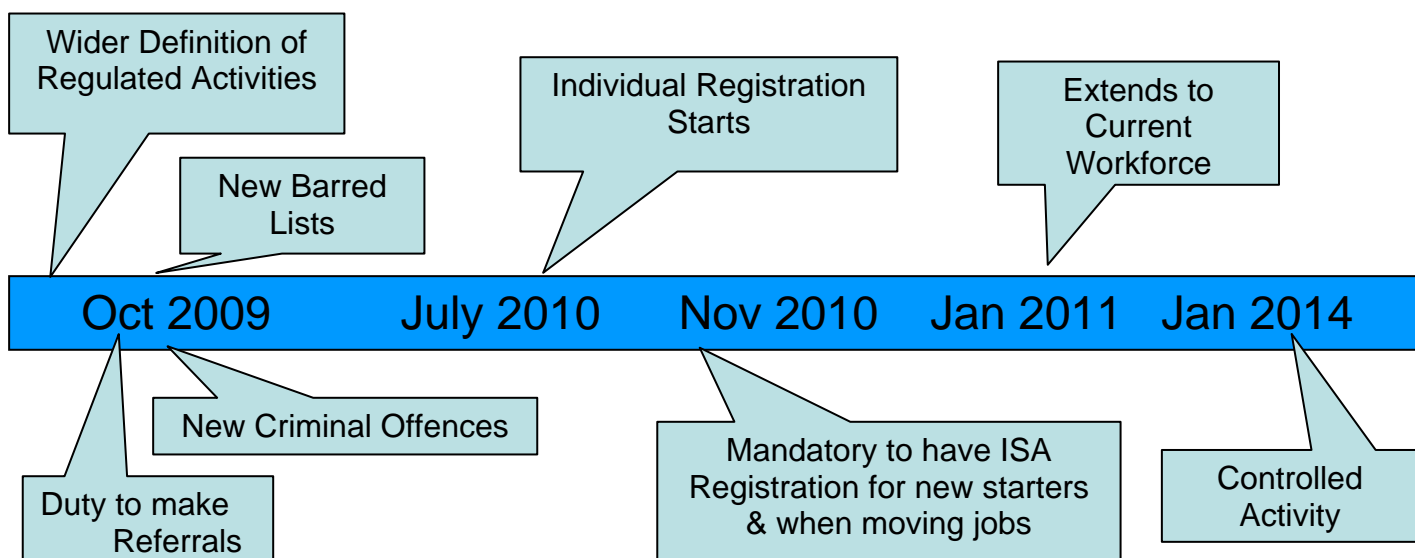 Wider Definition of
Regulated Activities
New Barred
Lists
Individual Registration
Starts
Extends to
Current
Workforce
Oct 2009 July 2010 Nov 2010 Jan 2011 Jan 2014
New Criminal Offences
Duty to make
Referrals
Mandatory to have ISA
Registration for new starters
& when moving jobs
Controlled
Activity